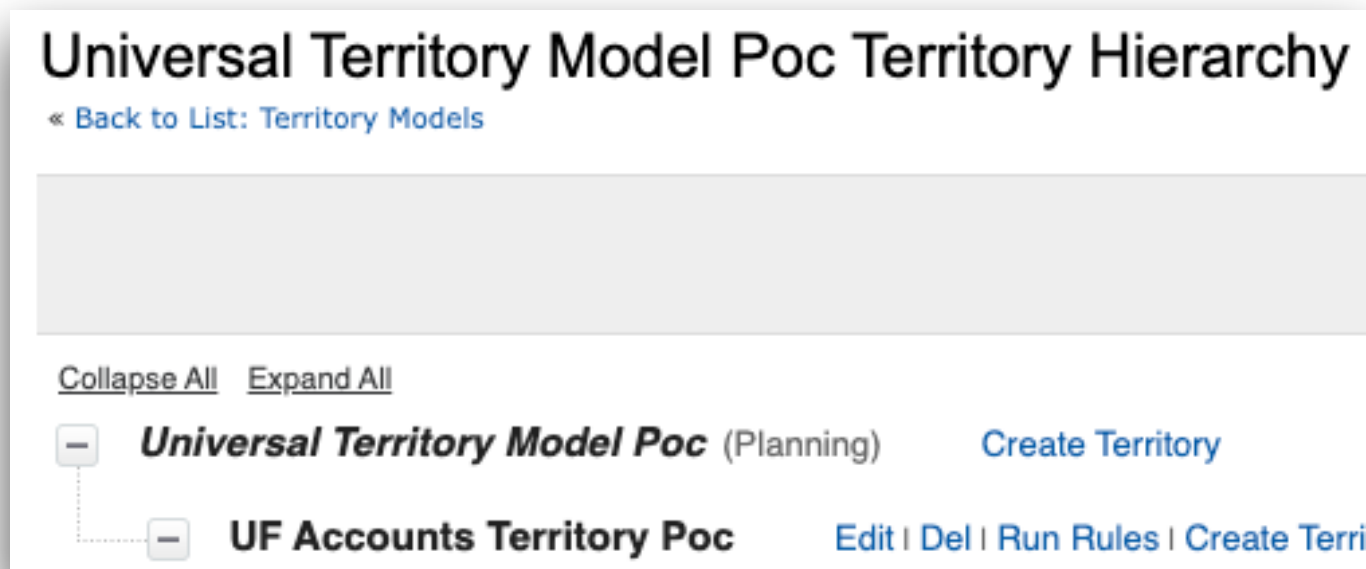 Universal Territory Model Poc Territory Hierarchy
« Back to List: Territory Models
Collapse All Expand All
Universal Territory Model Poc (Planning) Create Territory
UF Accounts Territory Poc Edit | Del | Run Rules | Create Terri